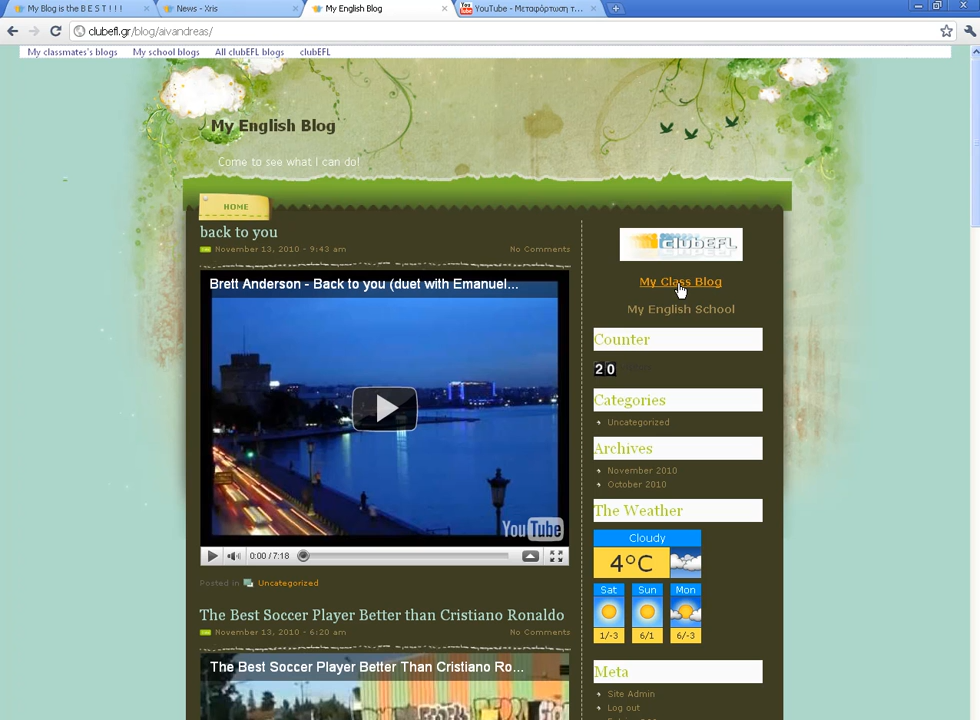 My Blog is the B E S T ! ! !
News - Xris
My English Blog
YouTube - Μεταφόρτωση τ...
clubefl.gr/blog/aivandreas/
My classmates's blogs
My school blogs
All clubEFL blogs
clubEFL
My English Blog
Come to see what I can do!
HOME
back to you
November 13, 2010 - 9:43 am
No Comments
Brett Anderson - Back to you (duet with Emanuel...
YouTube
0:00 / 7:18
Posted in Uncategorized
The Best Soccer Player Better than Cristiano Ronaldo
November 13, 2010 - 6:20 am
No Comments
The Best Soccer Player Better Than Cristiano Ro...
clubEFL
My Class Blog
My English School
Counter
20
Categories
Uncategorized
Archives
November 2010
October 2010
The Weather
Cloudy
4°C
Sat Sun Mon
1/-3 6/1 6/-3
Meta
Site Admin
Log out